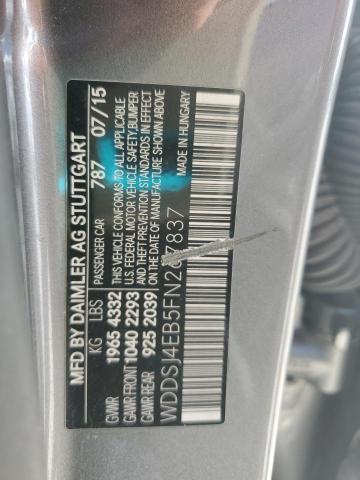 MFD BY DAIMLER AG STUTTGART
KG LBS PASSENGER CAR 787 07/15
GVWR 1965 4332 THIS VEHICLE CONFORMS TO ALL APPLICABLE
GAWR FRONT 1040 2293 U.S. FEDERAL MOTOR VEHICLE SAFETY,BUMPER
GAWR REAR 925 2039 AND THEFT PREVENTION STANDARDS IN EFFECT
ON THE DATE OF MANUFACTURE SHOWN ABOVE
MADE IN HUNGARY